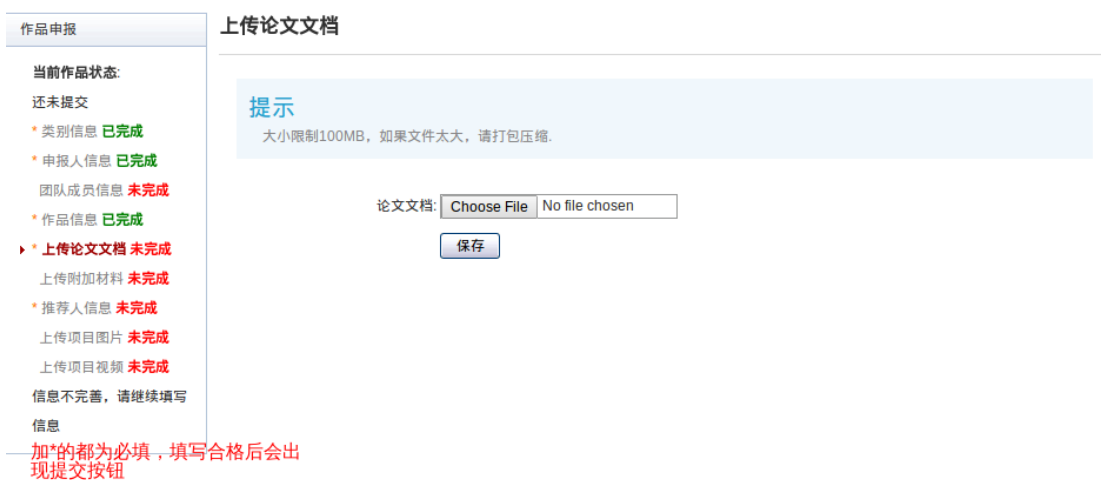 作品申报
当前作品状态:
还未提交
* 类别信息 已完成
* 申报人信息 已完成
团队成员信息 未完成
* 作品信息 已完成
* 上传论文文档 未完成
上传附加材料 未完成
* 推荐人信息 未完成
上传项目图片 未完成
上传项目视频 未完成
信息不完善，请继续填写
信息
加*的都为必填，填写合格后会出
现提交按钮
上传论文文档
提示
大小限制100MB，如果文件太大，请打包压缩.
论文文档: Choose File No file chosen
保存